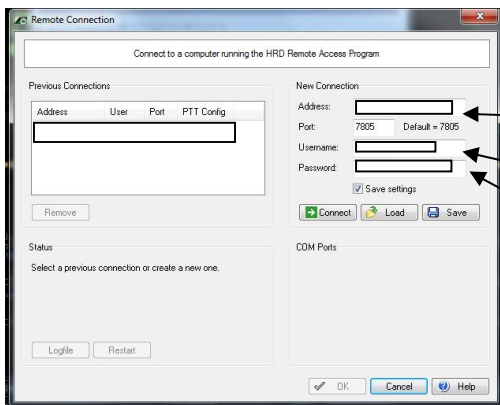 Remote Connection
Connect to a computer running the HRD Remote Access Program
Previous Connections
Address User Port PTT Config
Remove
New Connection
Address:
Port: 7805 Default = 7805
Username:
Password:
Save settings
Connect Load Save
Status
Select a previous connection or create a new one.
Logfile Restart
COM Ports
OK Cancel Help